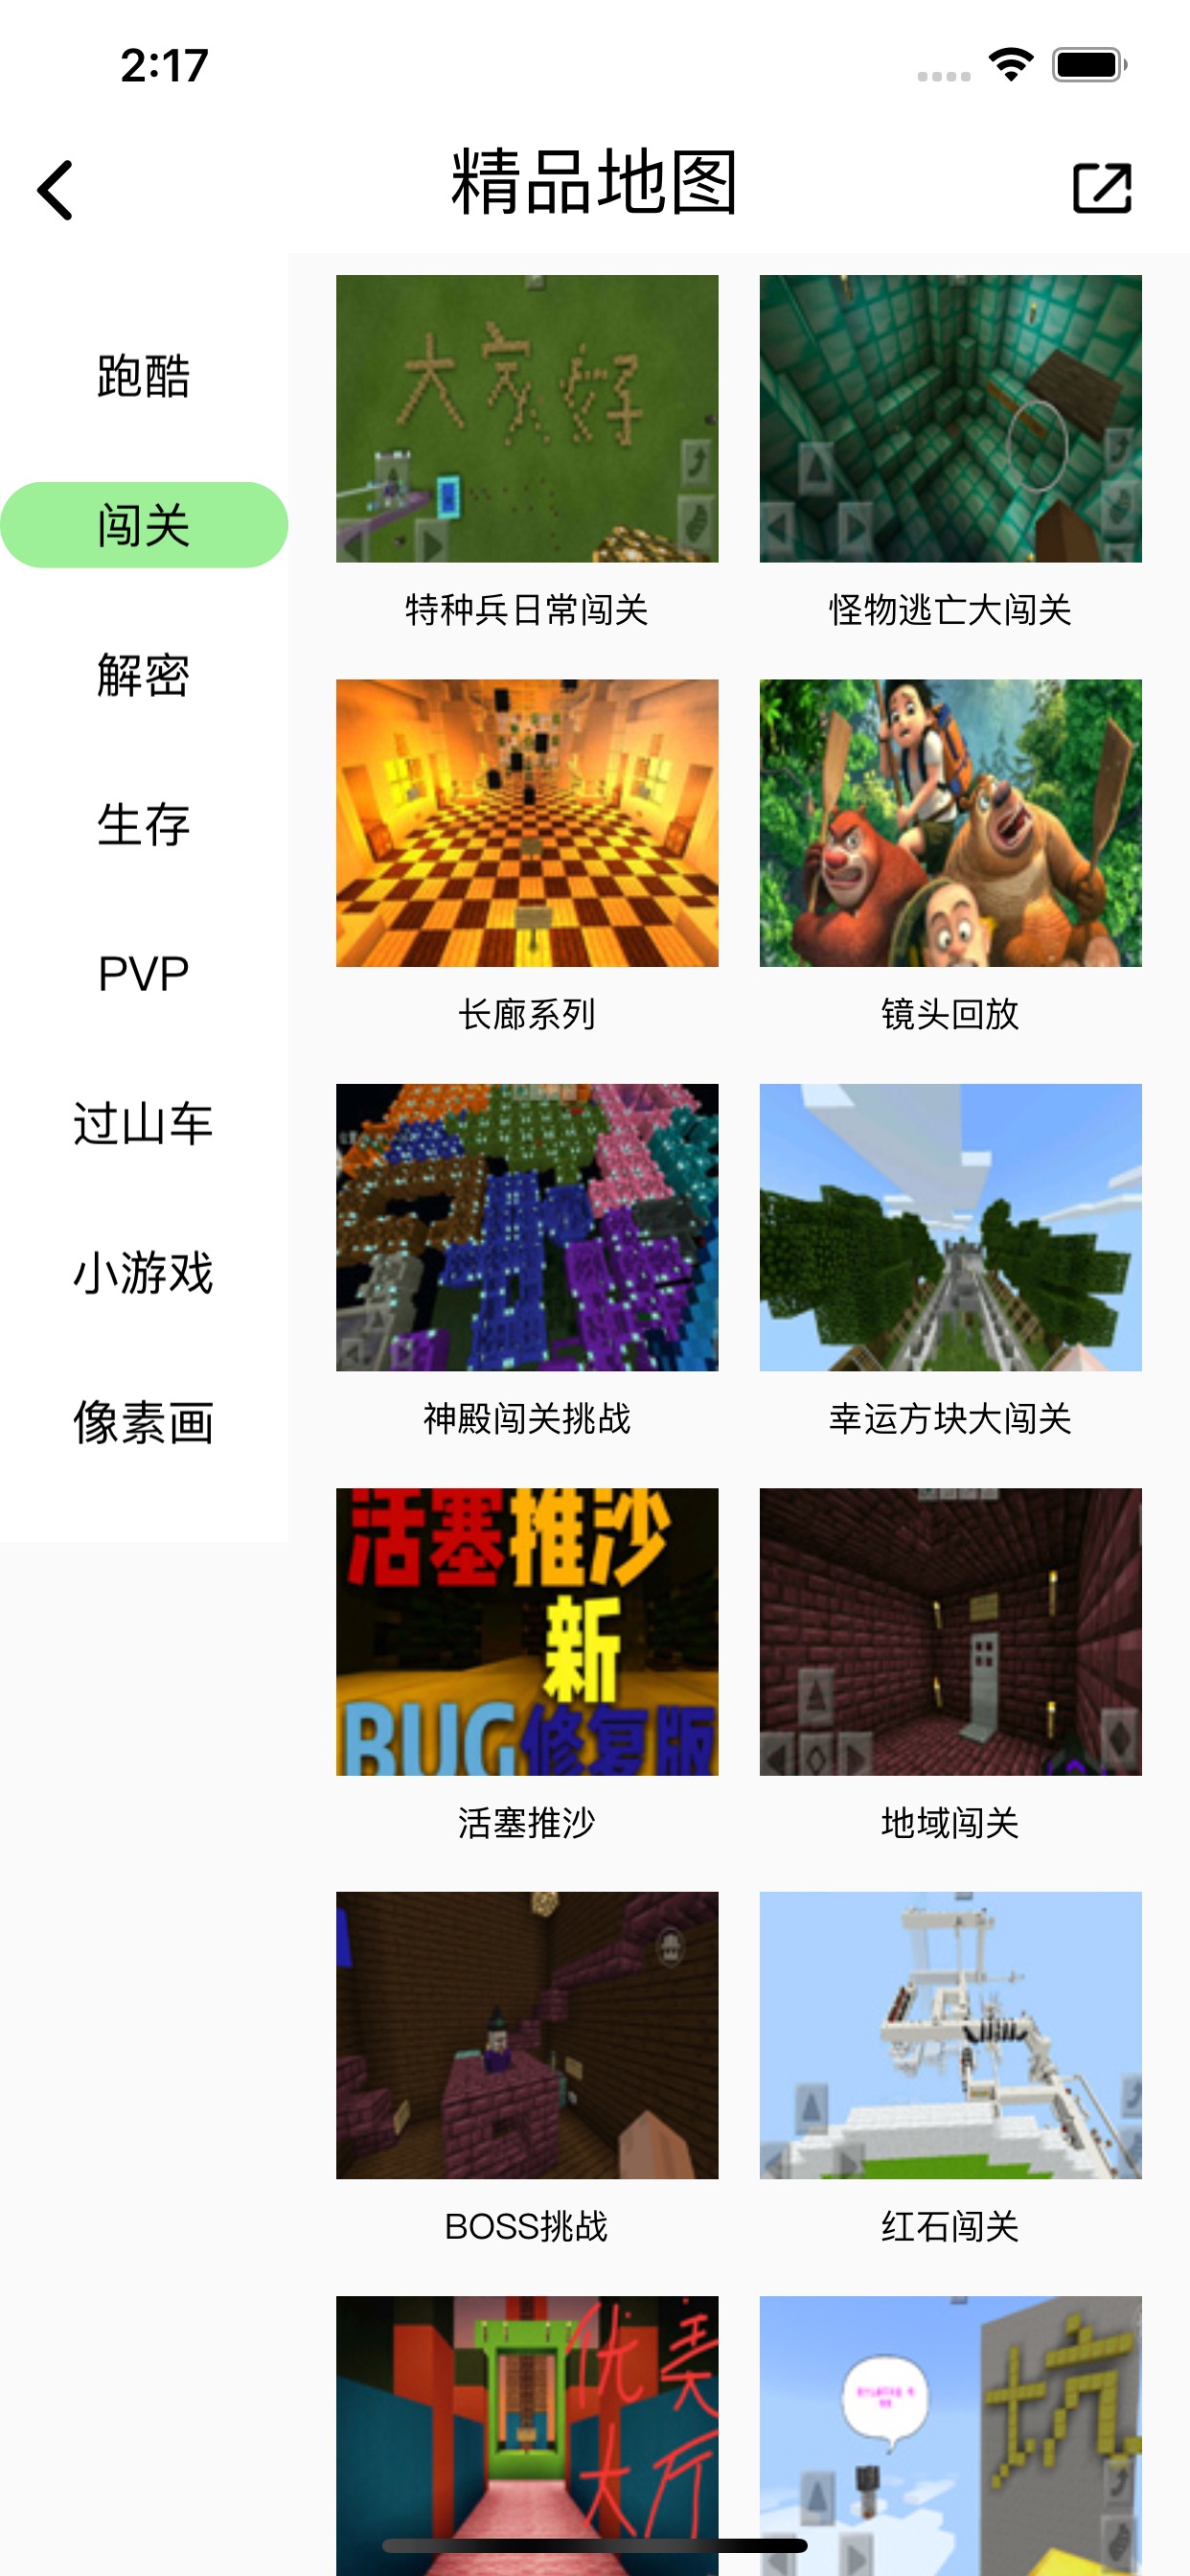 2:17
精品地图
跑酷
闯关
解密
生存
PVP
过山车
小游戏
像素画
大家好
特种兵日常闯关
怪物逃亡大闯关
长廊系列
镜头回放
神殿闯关挑战
幸运方块大闯关
活塞推沙
新
BUG修复版
活塞推沙
地域闯关
BOSS挑战
红石闯关
优美
大厅
坑